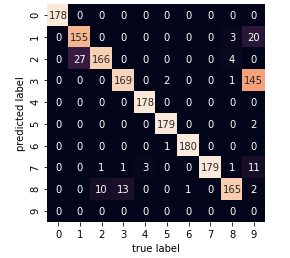 predicted label
0 178 0 0 0 0 0 0 0 0 0
1 0 155 0 0 0 0 0 0 3 20
2 0 27 166 0 0 0 0 0 4 0
3 0 0 0 169 0 2 0 0 1 145
4 0 0 0 0 178 0 0 0 0 0
5 0 0 0 0 0 179 0 0 0 2
6 0 0 0 0 0 1 180 0 0 0
7 0 0 1 1 3 0 0 179 1 11
8 0 0 10 13 0 0 1 0 165 2
9 0 0 0 0 0 0 0 0 0 0
0 1 2 3 4 5 6 7 8 9
true label